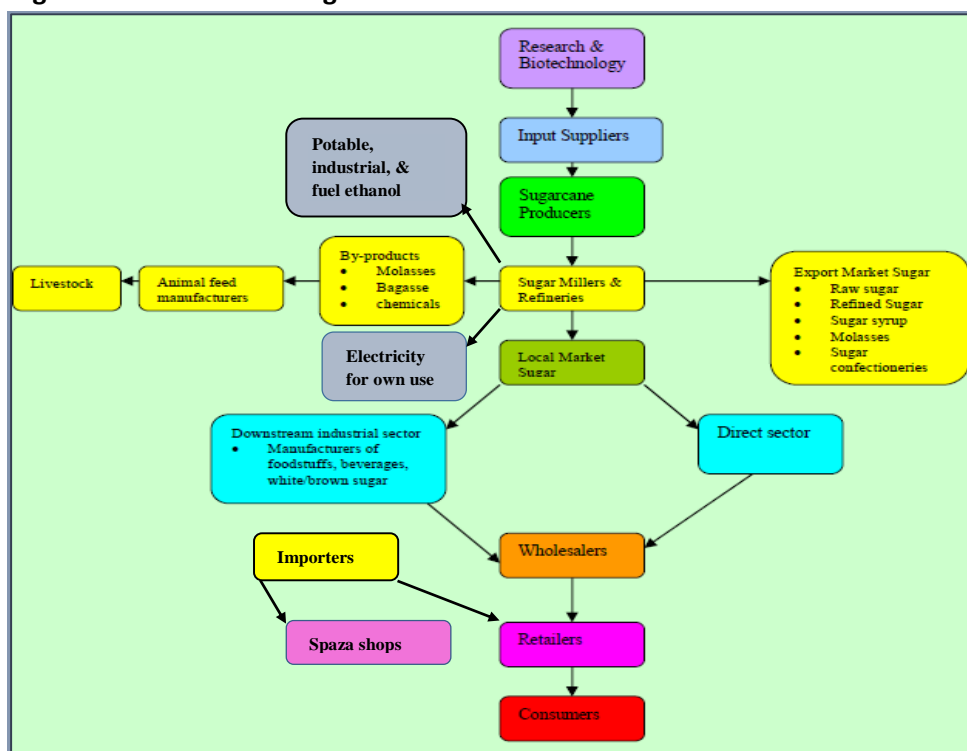 Research &
Biotechnology
Input Suppliers
Potable,
industrial, &
fuel ethanol
Sugarcane
Producers
By-products
• Molasses
• Bagasse
• chemicals
Livestock
Animal feed
manufacturers
Sugar Millers &
Refineries
Export Market Sugar
• Raw sugar
• Refined Sugar
• Sugar syrup
• Molasses
• Sugar
confectioneries
Electricity
for own use
Local Market
Sugar
Downstream industrial sector
• Manufacturers of
foodstuffs, beverages,
white/brown sugar
Direct sector
Importers
Wholesalers
Spaza shops
Retailers
Consumers